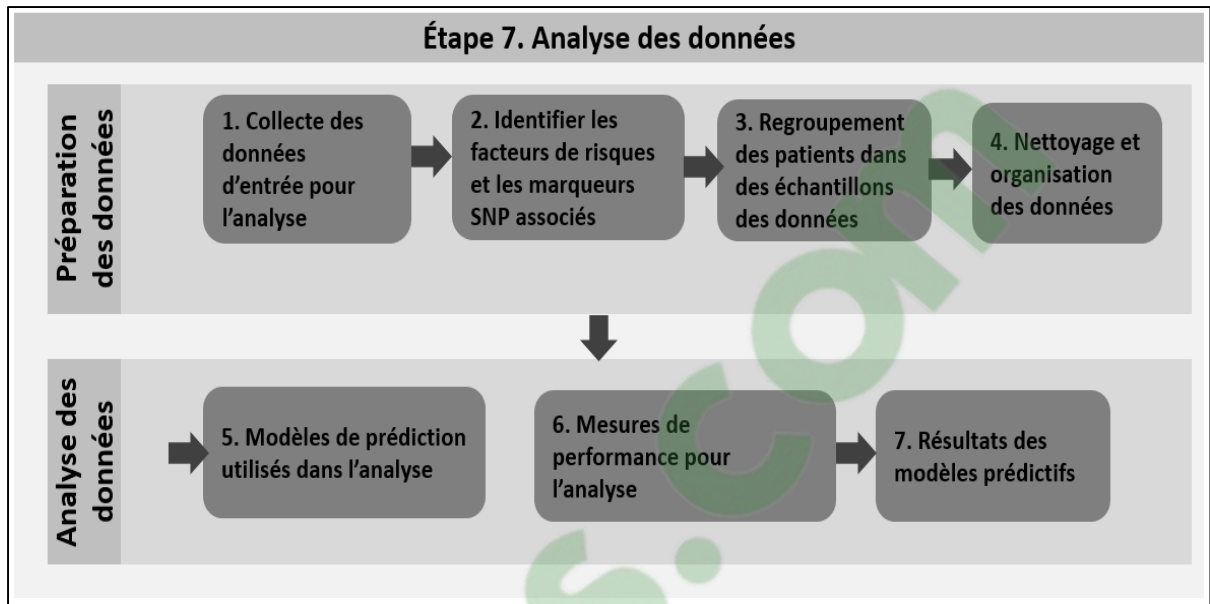 Étape 7. Analyse des données
Préparation
des données
1. Collecte des
données
d'entrée pour
l'analyse
2. Identifier les
facteurs de risques
et les marqueurs
SNP associés
3. Regroupement
des patients dans
des échantillons
des données
4. Nettoyage et
organisation
des données
Analyse des
données
5. Modèles de prédiction
utilisés dans l'analyse
6. Mesures de
performance pour
l'analyse
7. Résultats des
modèles prédictifs
s.com